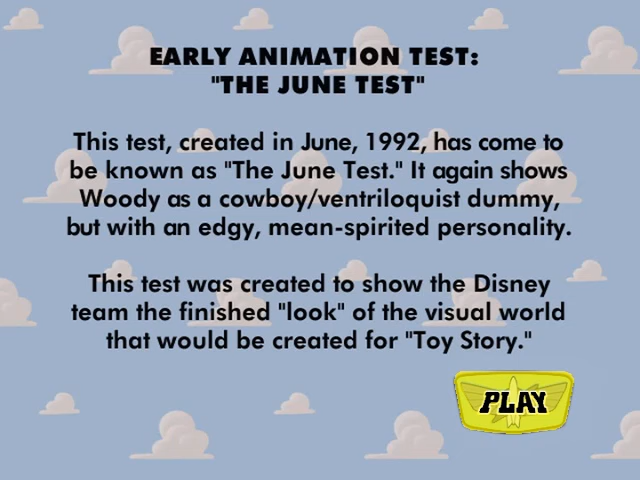 EARLY ANIMATION TEST:
"THE JUNE TEST"
This test, created in June, 1992, has come to
be known as "The June Test." It again shows
Woody as a cowboy/ventriloquist dummy,
but with an edgy, mean-spirited personality.
This test was created to show the Disney
team the finished "look" of the visual world
that would be created for "Toy Story."
PLAY